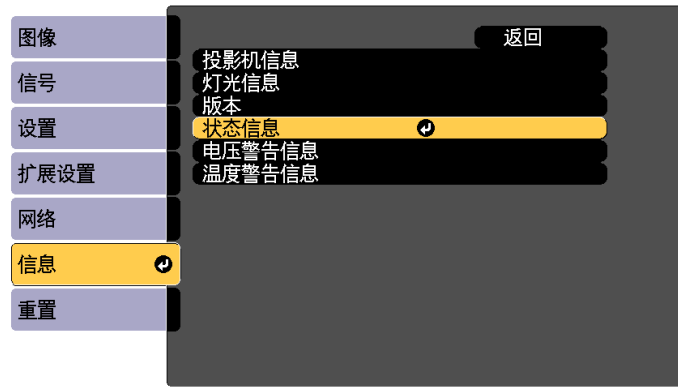 图像
信号
设置
扩展设置
网络
信息
重置
返回
投影机信息
灯光信息
版本
状态信息
电压警告信息
温度警告信息